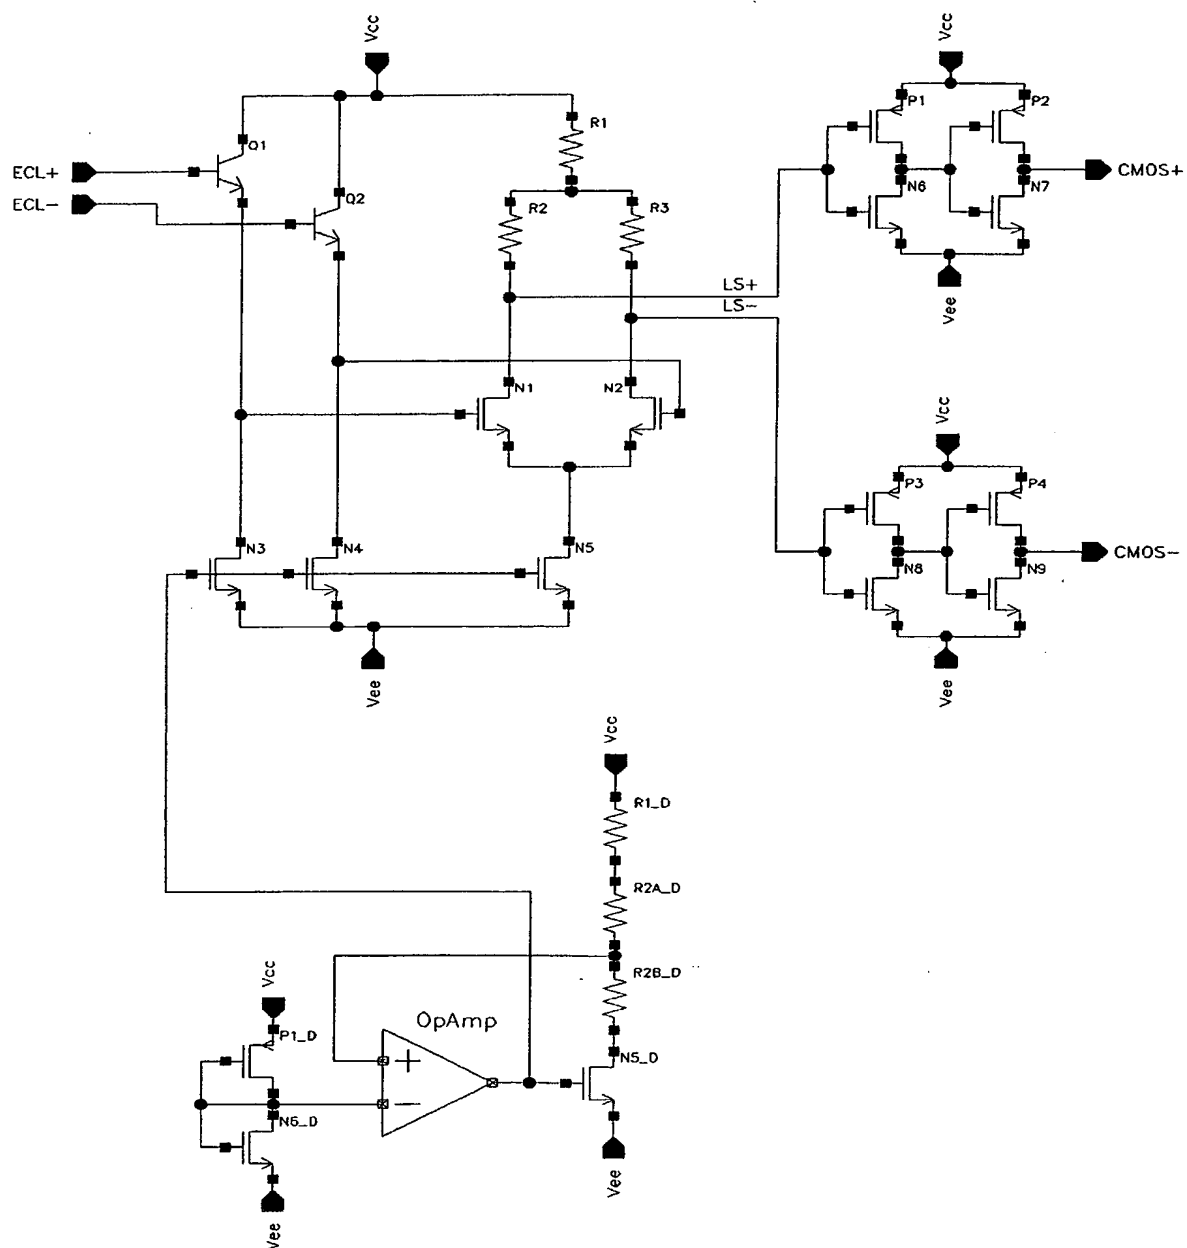 Vcc
Vcc
P1
P2
R1
Q1
ECL+
CMOS+
N6
N7
Q2
ECL-
R2
R3
LS+
LS-
Vee
N1
N2
Vcc
P3
P4
N3
N4
N5
CMOS-
N8
N9
Vee
Vee
Vcc
R1_D
R2A_D
R2B_D
Vcc
OpAmp
P1_D
N5_D
+
-
N6_D
Vee
Vee